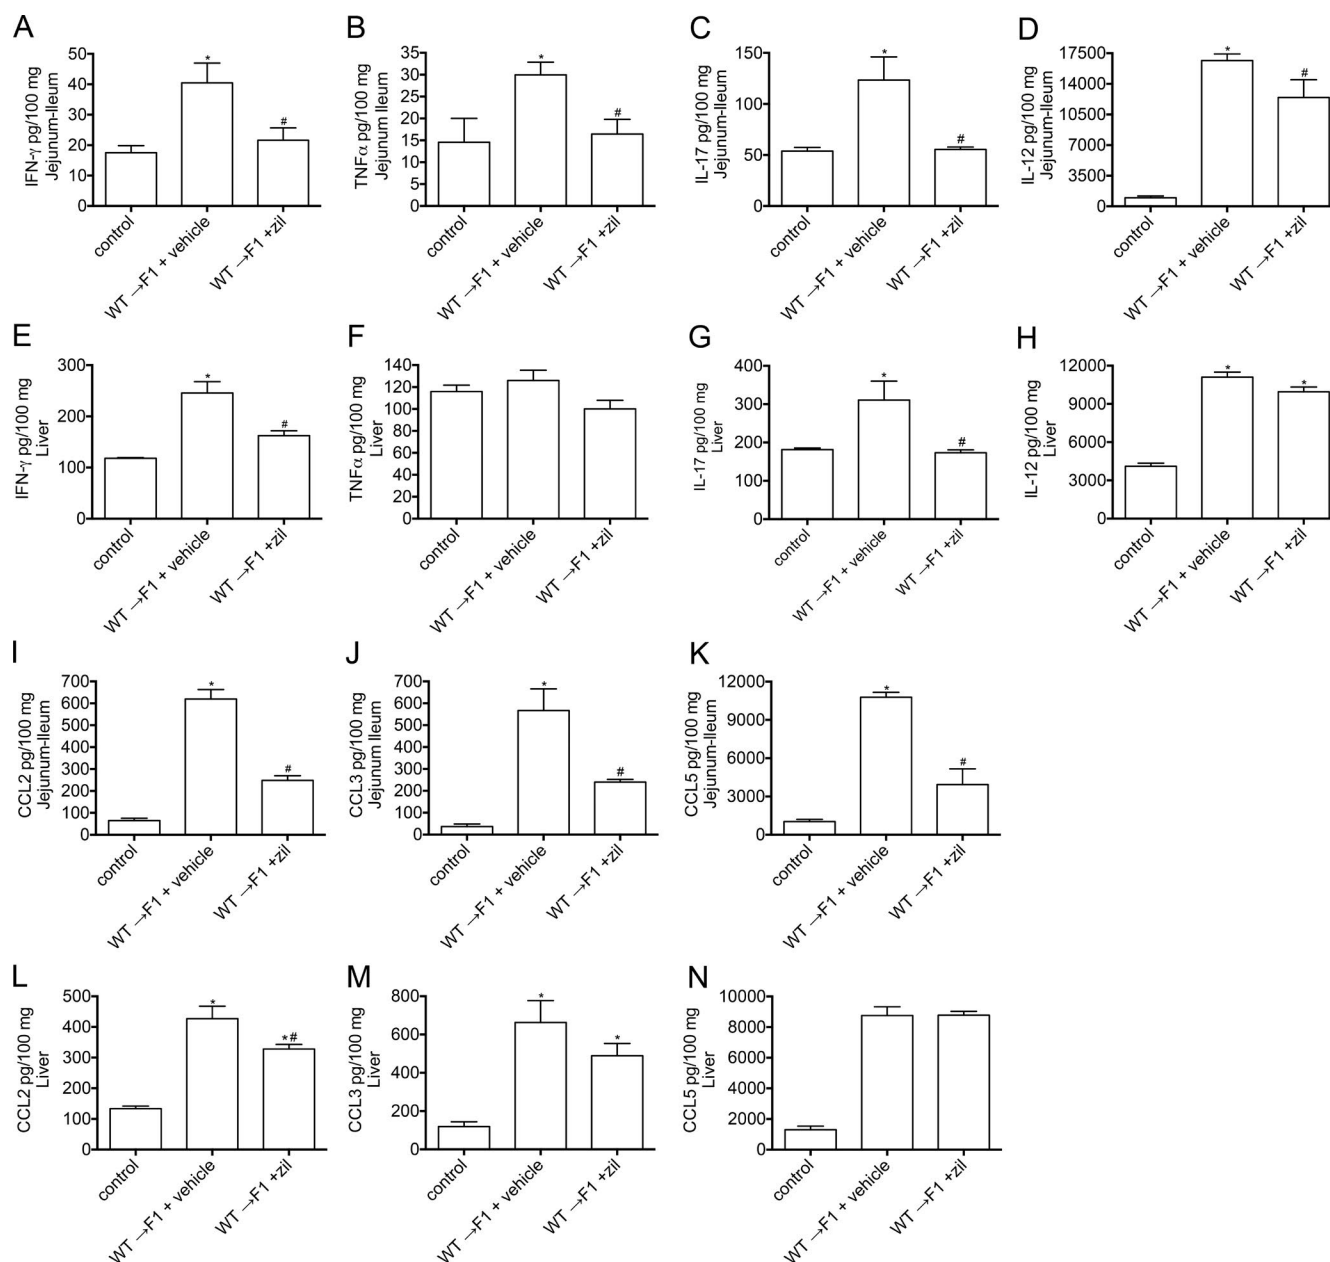 A
IFN-γ pg/100 mg
Jejunum-Ileum
50
40
30
20
10
0
*
#
control
WT →F1 + vehicle
WT →F1 +zil
B
TNFα pg/100 mg
Jejunum Ileum
35
30
25
20
15
10
5
0
*
#
control
WT →F1 + vehicle
WT →F1 +zil
C
IL-17 pg/100 mg
Jejunum-Ileum
150
100
50
0
*
#
control
WT →F1 + vehicle
WT →F1 +zil
D
IL-12 pg/100 mg
Jejunum-Ileum
17500
14000
10500
7000
3500
0
*
#
control
WT →F1 + vehicle
WT →F1 +zil
E
IFN-γ pg/100 mg
Liver
300
200
100
0
*
#
control
WT →F1 + vehicle
WT →F1 +zil
F
TNFα pg/100 mg
Liver
140
120
100
80
60
40
20
0
control
WT →F1 + vehicle
WT →F1 +zil
G
IL-17 pg/100 mg
Liver
400
300
200
100
0
*
#
control
WT →F1 + vehicle
WT →F1 +zil
H
IL-12 pg/100 mg
Liver
12000
9000
6000
3000
0
*
*
control
WT →F1 + vehicle
WT →F1 +zil
I
CCL2 pg/100 mg
Jejunum-Ileum
700
600
500
400
300
200
100
0
*
#
control
WT →F1 + vehicle
WT →F1 +zil
J
CCL3 pg/100 mg
Jejunum Ileum
700
600
500
400
300
200
100
0
*
#
control
WT →F1 + vehicle
WT →F1 +zil
K
CCL5 pg/100 mg
Jejunum-Ileum
12000
9000
6000
3000
0
*
#
control
WT →F1 + vehicle
WT →F1 +zil
L
CCL2 pg/100 mg
Liver
500
400
300
200
100
0
*
*#
control
WT →F1 + vehicle
WT →F1 +zil
M
CCL3 pg/100 mg
Liver
800
600
400
200
0
*
*
control
WT →F1 + vehicle
WT →F1 +zil
N
CCL5 pg/100 mg
Liver
10000
8000
6000
4000
2000
0
control
WT →F1 + vehicle
WT →F1 +zil